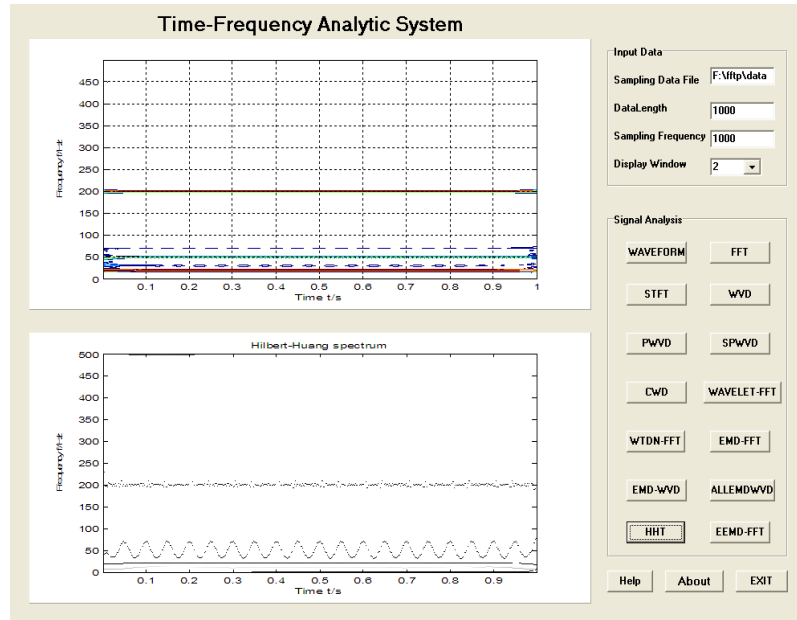 Time-Frequency Analytic System
450
400
350
300
250
200
150
100
50
0
Frequency f/Hz
0.1 0.2 0.3 0.4 0.5 0.6 0.7 0.8 0.9 1
Time t/s
Hilbert-Huang spectrum
500
450
400
350
300
250
200
150
100
50
0
Frequency f/Hz
0.1 0.2 0.3 0.4 0.5 0.6 0.7 0.8 0.9
Time t/s
Input Data
Sampling Data File F:\fftp\data
DataLength 1000
Sampling Frequency 1000
Display Window 2
Signal Analysis
WAVEFORM FFT
STFT WVD
PWVD SPWVD
CWD WAVELET-FFT
WTDN-FFT EMD-FFT
EMD-WVD ALLEMDWVD
HHT EEMD-FFT
Help About EXIT